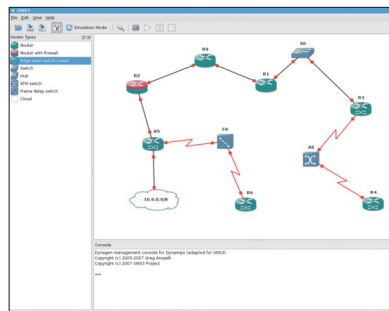 GNS3
File Edit View Help
Emulation Mode
Nodes Types
Router
Router with firewall
Edge label switch router
Switch
Hub
ATM switch
Frame Relay switch
Cloud
R0
S0
R1
R2
R3
R5
F0
A0
10.0.0.0/8
R6
R4
Console
Dynagen management console for Dynamips (adapted for GNS3)
Copyright (c) 2005-2007 Greg Anuzelli
Copyright (c) 2007 GNS3 Project